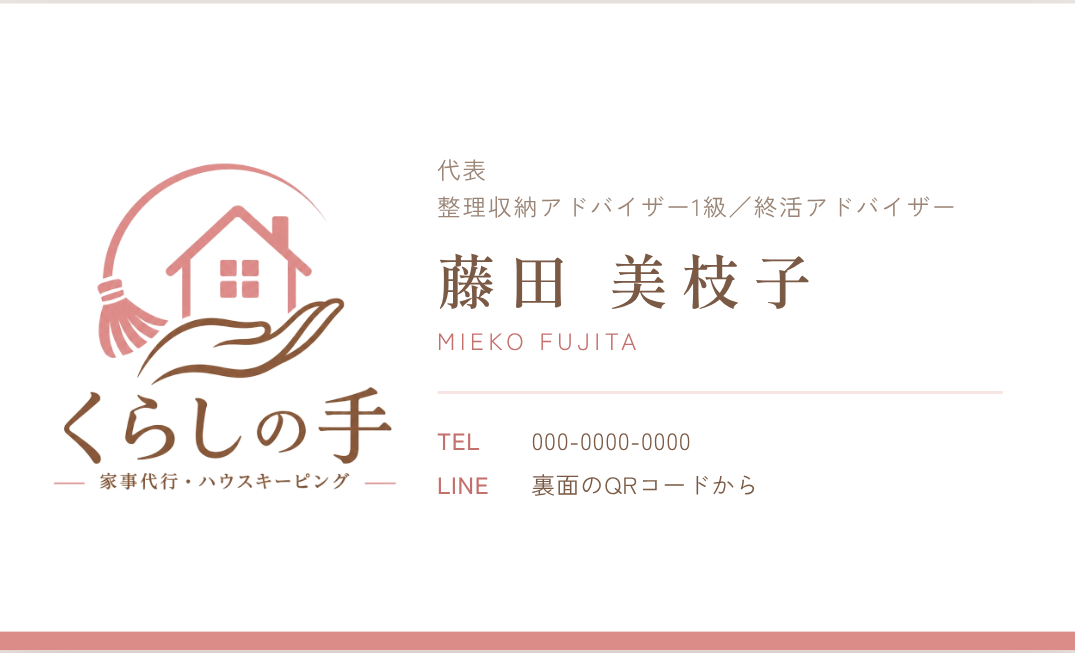 くらしの手
家事代行・ハウスキーピング
代表
整理収納アドバイザー1級／終活アドバイザー
藤田 美枝子
MIEKO FUJITA
TEL 000-0000-0000
LINE 裏面のQRコードから